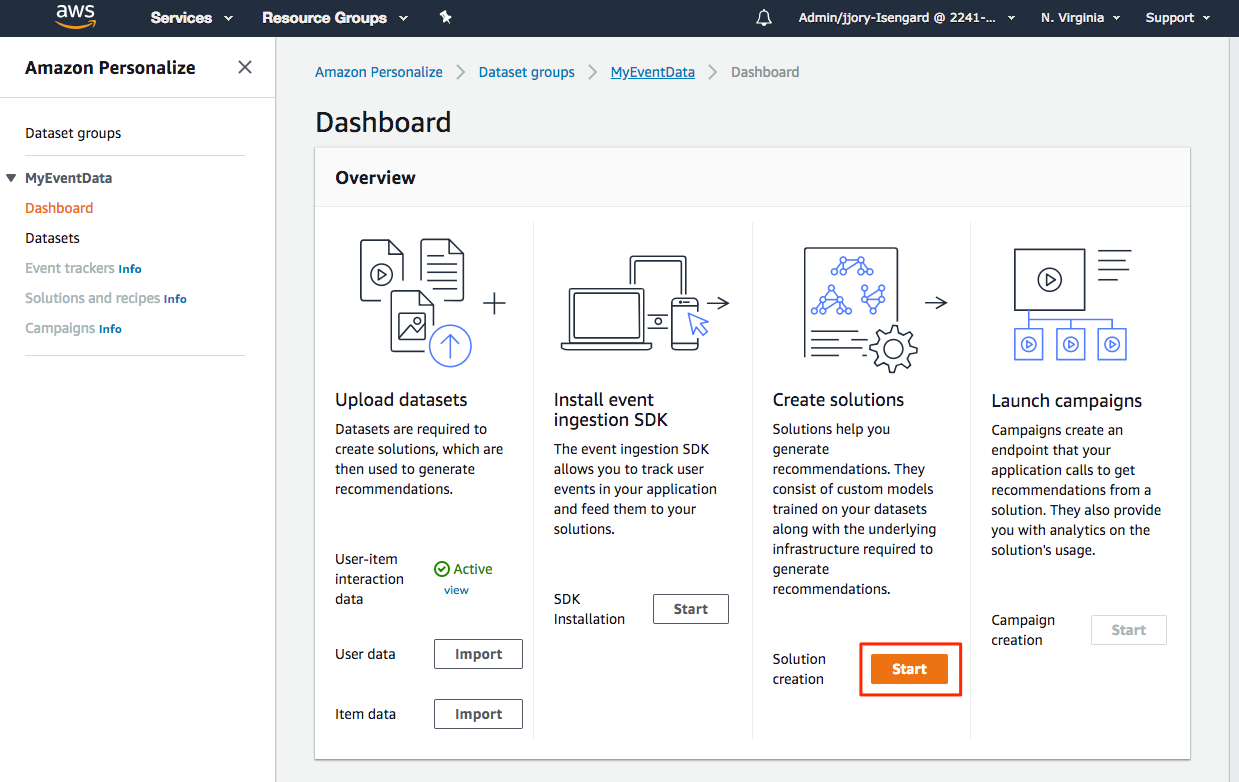 aws
Services
Resource Groups
Admin/jjory-Isengard @ 2241-...
N. Virginia
Support
Amazon Personalize
Dataset groups
MyEventData
Dashboard
Datasets
Event trackers Info
Solutions and recipes Info
Campaigns Info
Amazon Personalize
Dataset groups
MyEventData
Dashboard
Dashboard
Overview
Upload datasets
Datasets are required to
create solutions, which are
then used to generate
recommendations.
User-item
interaction
data
Active
view
User data
Import
Item data
Import
Install event
ingestion SDK
The event ingestion SDK
allows you to track user
events in your application
and feed them to your
solutions.
SDK
Installation
Start
Create solutions
Solutions help you
generate
recommendations. They
consist of custom models
trained on your datasets
along with the underlying
infrastructure required to
generate
recommendations.
Solution
creation
Start
Launch campaigns
Campaigns create an
endpoint that your
application calls to get
recommendations from a
solution. They also provide
you with analytics on the
solution's usage.
Campaign
creation
Start